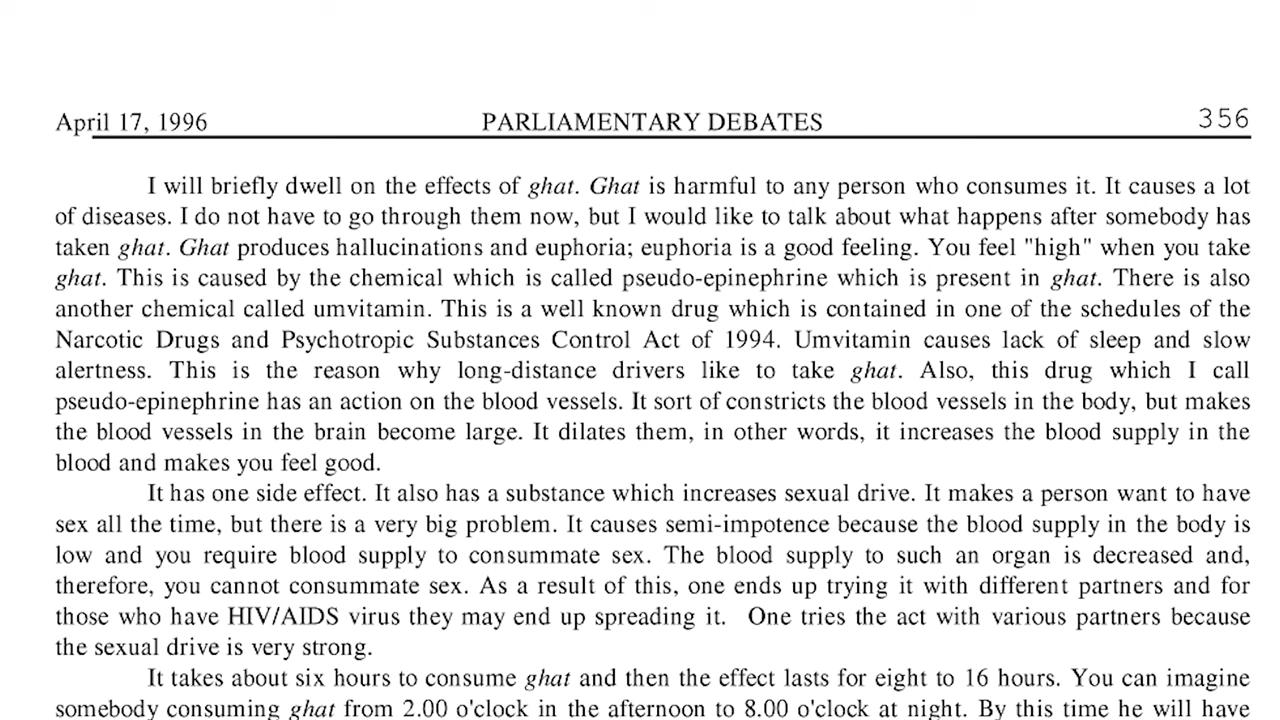 April 17, 1996 PARLIAMENTARY DEBATES 356
I will briefly dwell on the effects of ghat. Ghat is harmful to any person who consumes it. It causes a lot
of diseases. I do not have to go through them now, but I would like to talk about what happens after somebody has
taken ghat. Ghat produces hallucinations and euphoria; euphoria is a good feeling. You feel "high" when you take
ghat. This is caused by the chemical which is called pseudo-epinephrine which is present in ghat. There is also
another chemical called umvitamin. This is a well known drug which is contained in one of the schedules of the
Narcotic Drugs and Psychotropic Substances Control Act of 1994. Umvitamin causes lack of sleep and slow
alertness. This is the reason why long-distance drivers like to take ghat. Also, this drug which I call
pseudo-epinephrine has an action on the blood vessels. It sort of constricts the blood vessels in the body, but makes
the blood vessels in the brain become large. It dilates them, in other words, it increases the blood supply in the
blood and makes you feel good.
It has one side effect. It also has a substance which increases sexual drive. It makes a person want to have
sex all the time, but there is a very big problem. It causes semi-impotence because the blood supply in the body is
low and you require blood supply to consummate sex. The blood supply to such an organ is decreased and,
therefore, you cannot consummate sex. As a result of this, one ends up trying it with different partners and for
those who have HIV/AIDS virus they may end up spreading it. One tries the act with various partners because
the sexual drive is very strong.
It takes about six hours to consume ghat and then the effect lasts for eight to 16 hours. You can imagine
somebody consuming ghat from 2.00 o'clock in the afternoon to 8.00 o'clock at night. By this time he will have